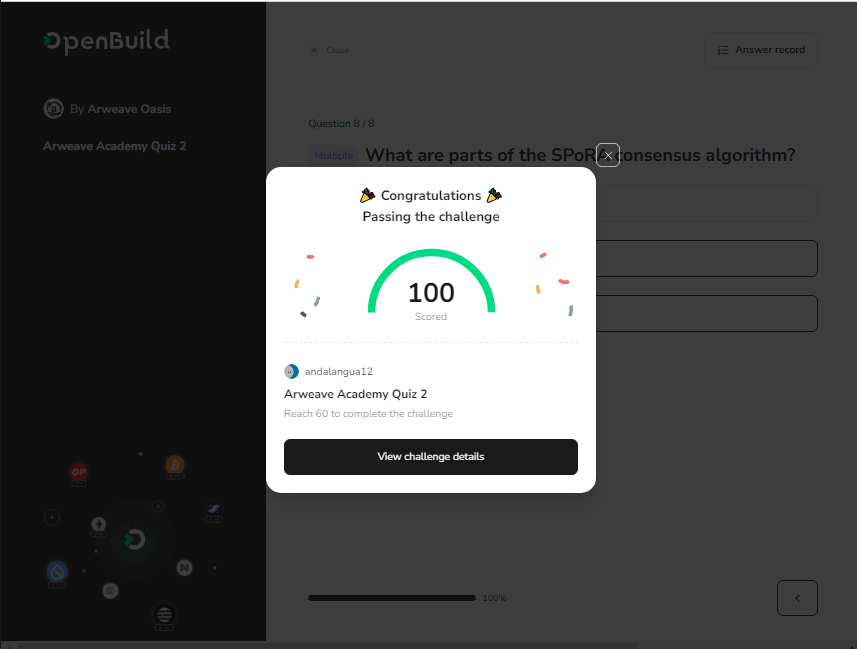 OpenBuild
By Arweave Oasis
Arweave Academy Quiz 2
Close
Answer record
Question 8 / 8
Multiple
What are parts of the SPoRA consensus algorithm?
Congratulations
Passing the challenge
100
Scored
andalangua12
Arweave Academy Quiz 2
Reach 60 to complete the challenge
View challenge details
OP
100%